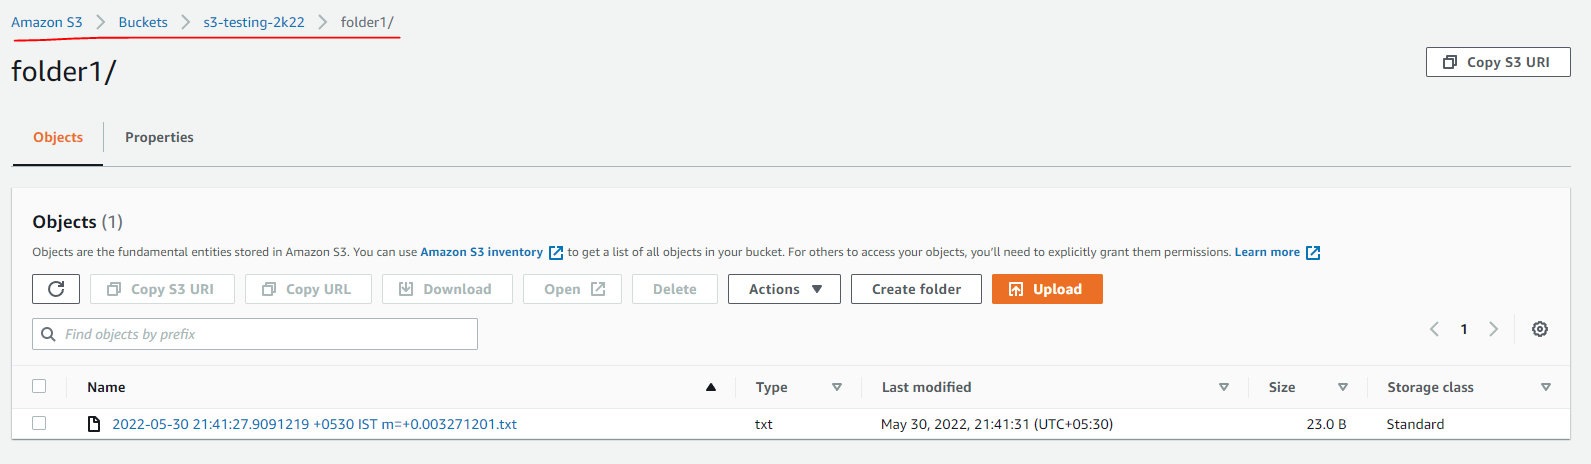 Amazon S3 > Buckets > s3-testing-2k22 > folder1/
folder1/
Copy S3 URI
Objects Properties
Objects (1)
Objects are the fundamental entities stored in Amazon S3. You can use Amazon S3 inventory to get a list of all objects in your bucket. For others to access your objects, you'll need to explicitly grant them permissions. Learn more
Copy S3 URI Copy URL Download Open Delete Actions Create folder Upload
Find objects by prefix
1
Name Type Last modified Size Storage class
2022-05-30 21:41:27.9091219 +0530 IST m=+0.003271201.txt txt May 30, 2022, 21:41:31 (UTC+05:30) 23.0 B Standard